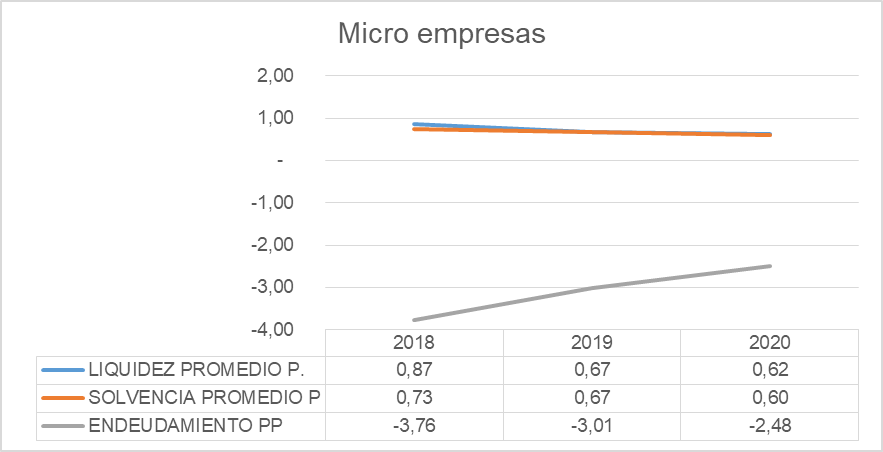 Micro empresas
2,00
1,00
-
-1,00
-2,00
-3,00
-4,00
2018 2019 2020
LIQUIDEZ PROMEDIO P. 0,87 0,67 0,62
SOLVENCIA PROMEDIO P 0,73 0,67 0,60
ENDEUDAMIENTO PP -3,76 -3,01 -2,48